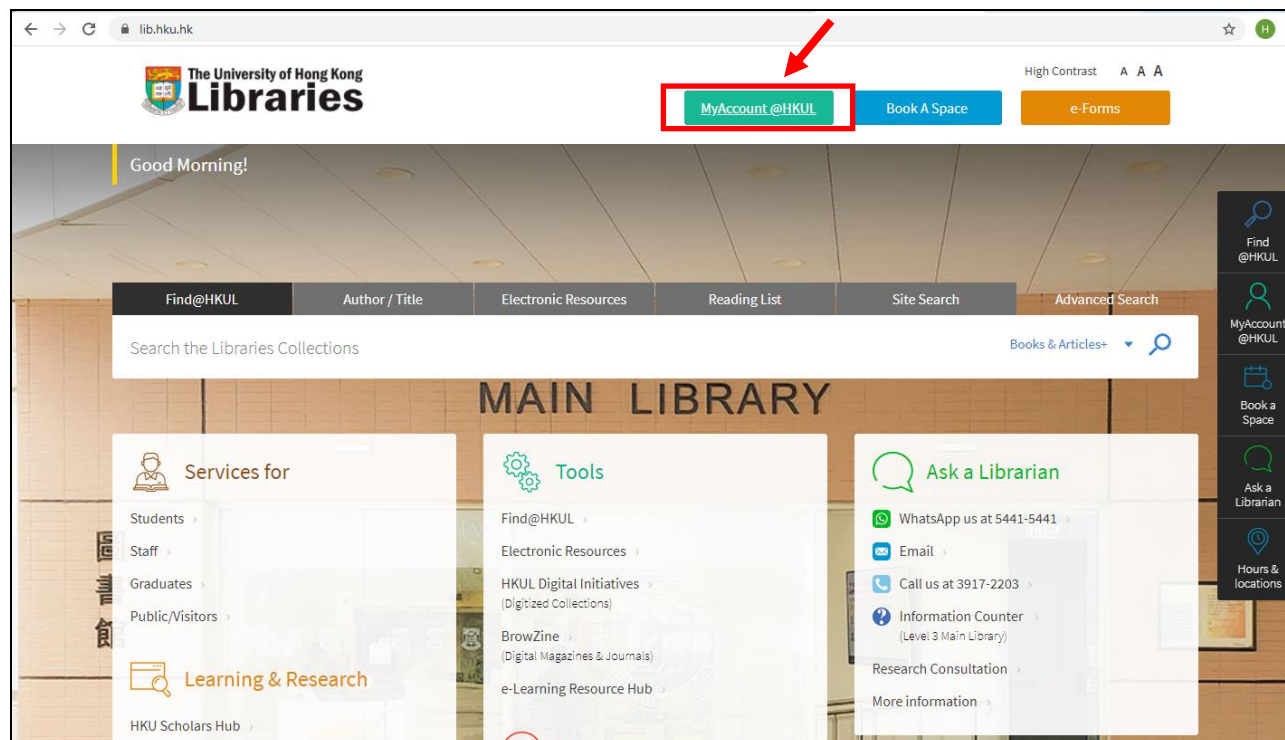 lib.hku.hk
H
The University of Hong Kong
Libraries
High Contrast A A A
MyAccount @HKUL
Book A Space
e-Forms
Good Morning!
Find@HKUL
Author / Title
Electronic Resources
Reading List
Site Search
Advanced Search
Search the Libraries Collections
Books & Articles+
MAIN LIBRARY
圖書館
Services for
Students
Staff
Graduates
Public/Visitors
Learning & Research
HKU Scholars Hub
Tools
Find@HKUL
Electronic Resources
HKUL Digital Initiatives
(Digitized Collections)
BrowZine
(Digital Magazines & Journals)
e-Learning Resource Hub
Ask a Librarian
WhatsApp us at 5441-5441
Email
Call us at 3917-2203
Information Counter
(Level 3 Main Library)
Research Consultation
More information
Find
@HKUL
MyAccount
@HKUL
Book a
Space
Ask a
Librarian
Hours &
locations